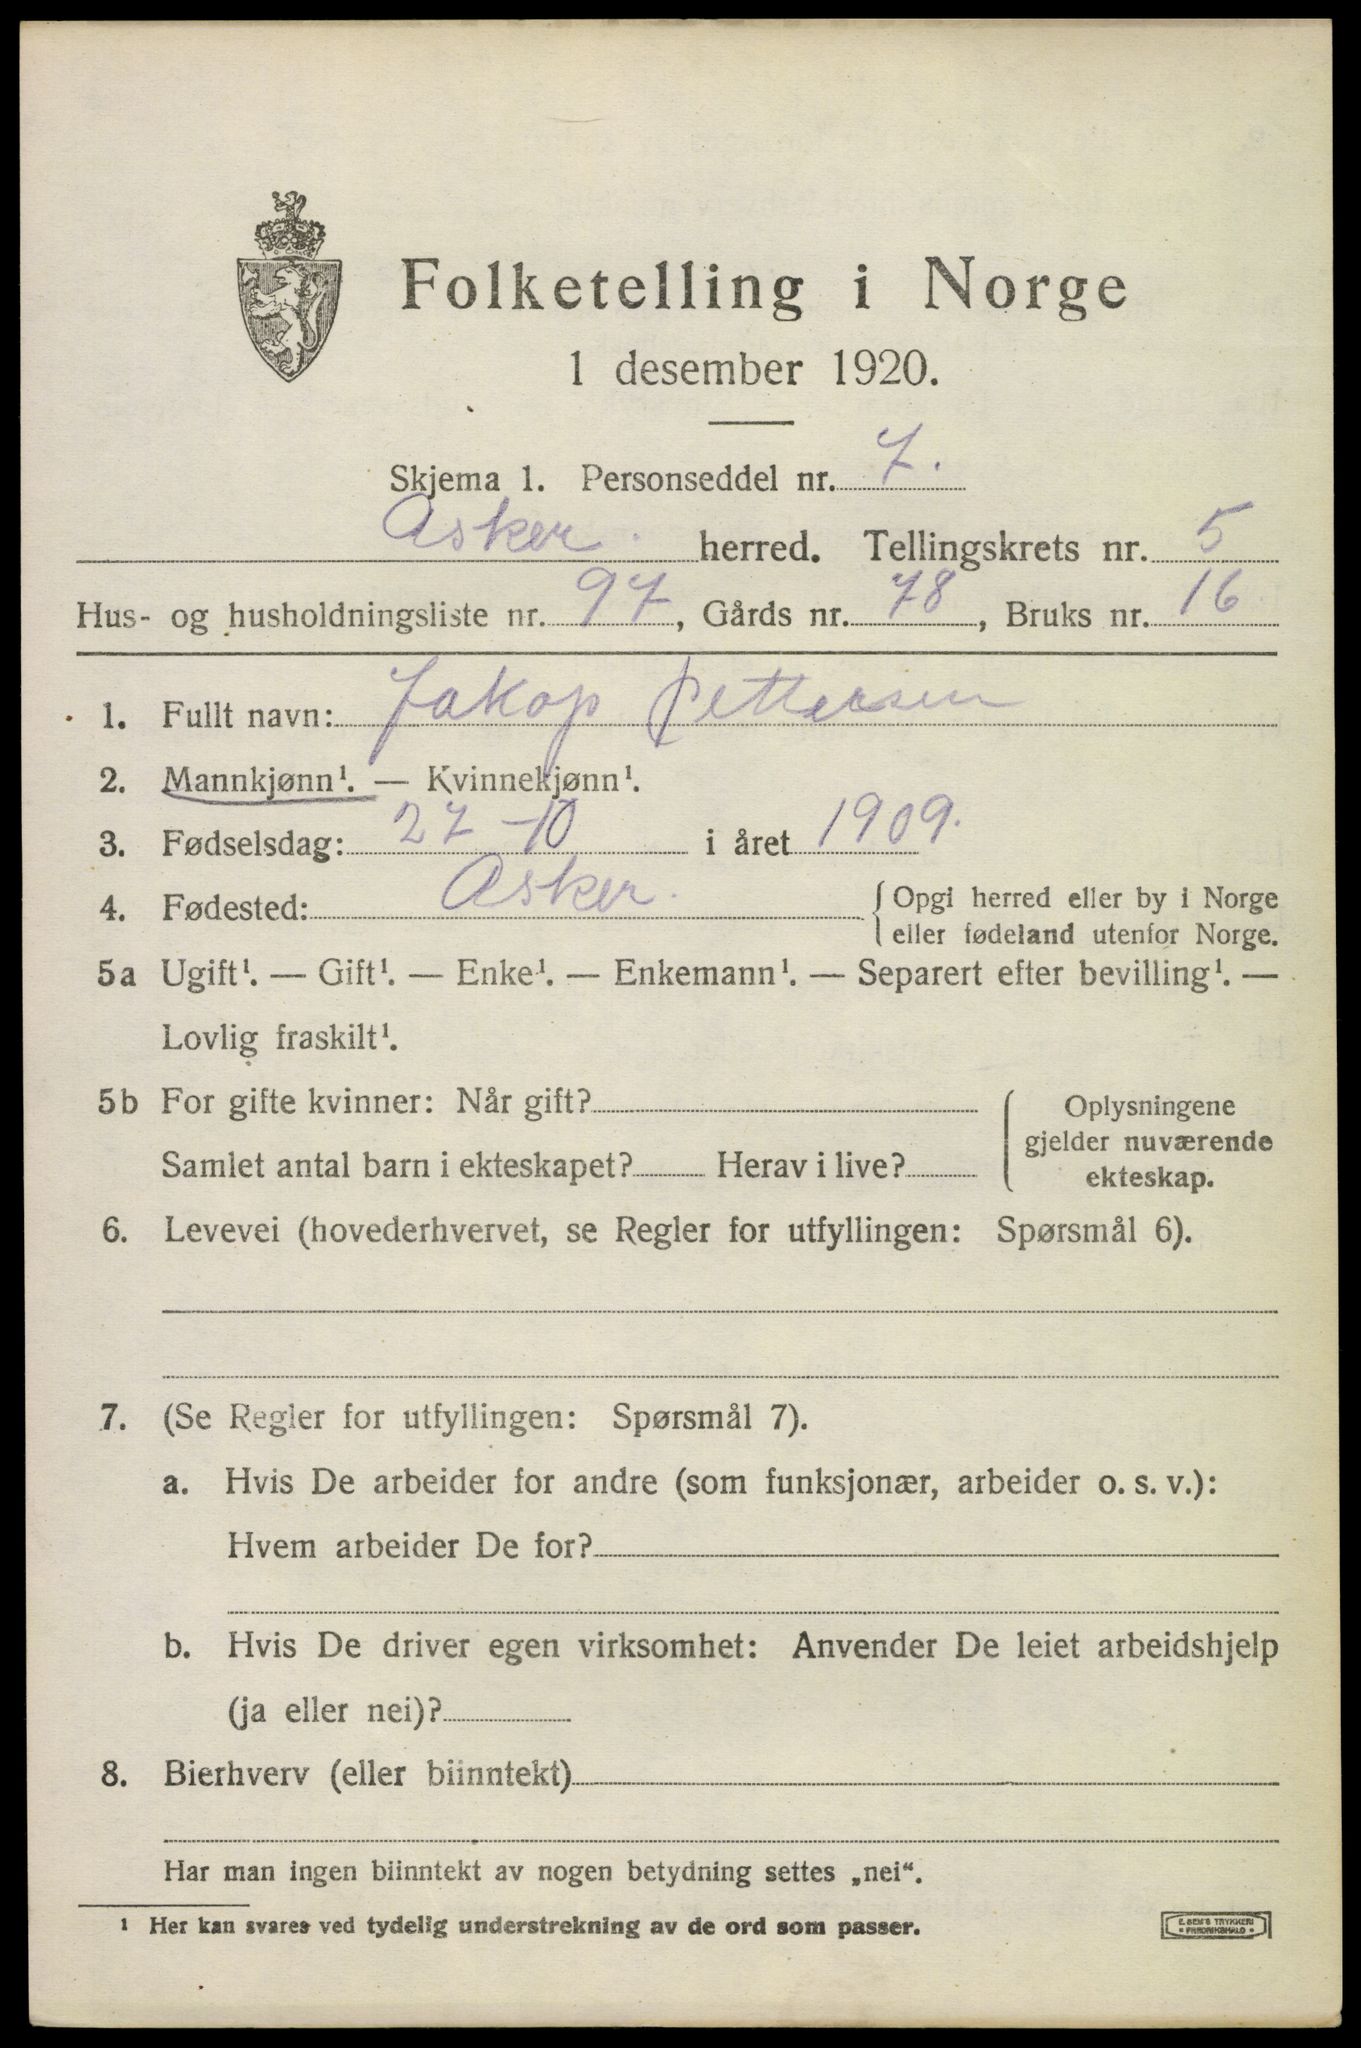 Folketelling i Norge
1 desember 1920.
Skjema 1. Personseddel nr. 7.
Asker. herred. Tellingskrets nr. 5
Hus- og husholdningsliste nr. 97, Gårds nr. 78, Bruks nr. 16
1. Fullt navn: Jakop Pettersen
2. Mannkjønn¹. — Kvinnekjønn¹.
3. Fødselsdag: 27-10 i året 1909.
4. Fødested: Asker. Opgi herred eller by i Norge
eller fødeland utenfor Norge.
5a Ugift¹. — Gift¹. — Enke¹. — Enkemann¹. — Separert efter bevilling¹. —
Lovlig fraskilt¹.
5b For gifte kvinner: Når gift?
Samlet antal barn i ekteskapet? Herav i live?
Oplysningene
gjelder nuværende
ekteskap.
6. Levevei (hovederhvervet, se Regler for utfyllingen: Spørsmål 6).
7. (Se Regler for utfyllingen: Spørsmål 7).
a. Hvis De arbeider for andre (som funksjonær, arbeider o. s. v.):
Hvem arbeider De for?
b. Hvis De driver egen virksomhet: Anvender De leiet arbeidshjelp
(ja eller nei)?
8. Bierhverv (eller biinntekt)
Har man ingen biinntekt av nogen betydning settes „nei“.
¹ Her kan svares ved tydelig understrekning av de ord som passer.
E. SEM'S TRYKKERI
• FREDRIKSHALD •